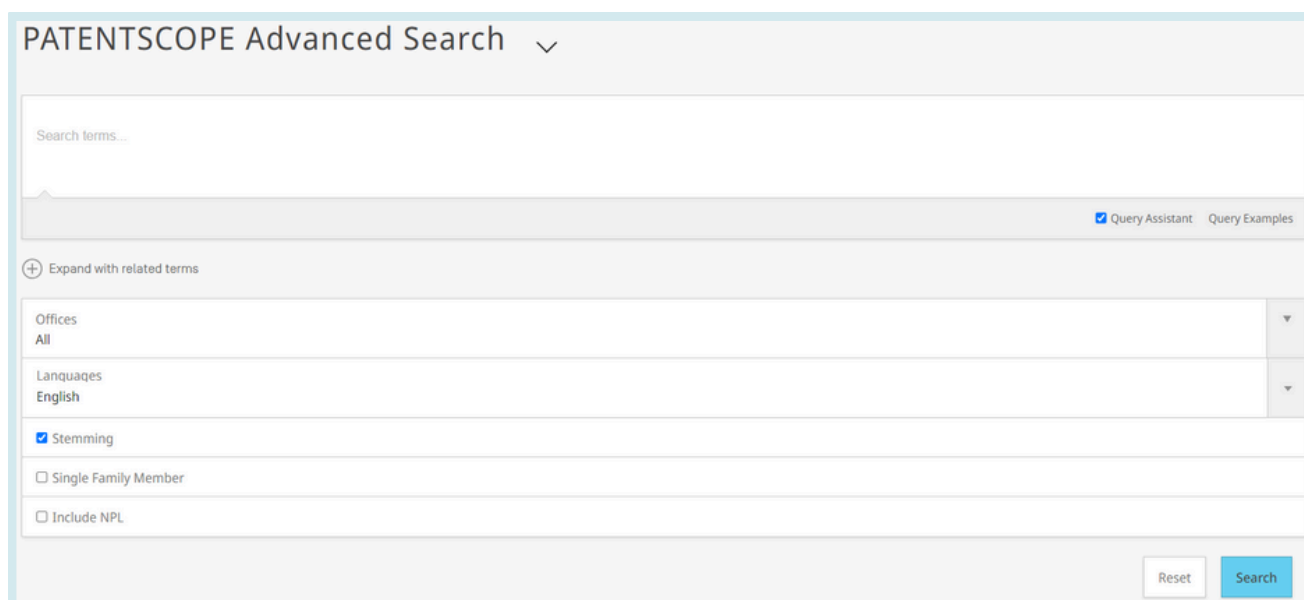 PATENTSCOPE Advanced Search
Search terms...
Query Assistant Query Examples
Expand with related terms
Offices
All
Languages
English
Stemming
Single Family Member
Include NPL
Reset Search